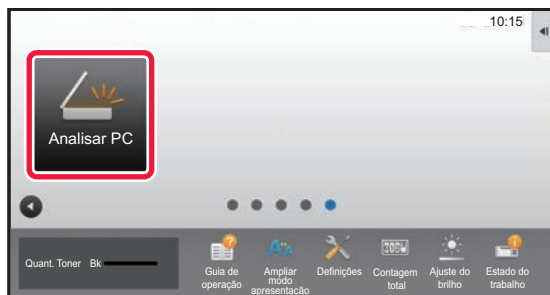 10:15
Analisar PC
Quant. Toner Bk
Guia de
operação
Ampliar
modo
apresentação
Definições
Contagem
total
Ajuste do
brilho
Estado do
trabalho